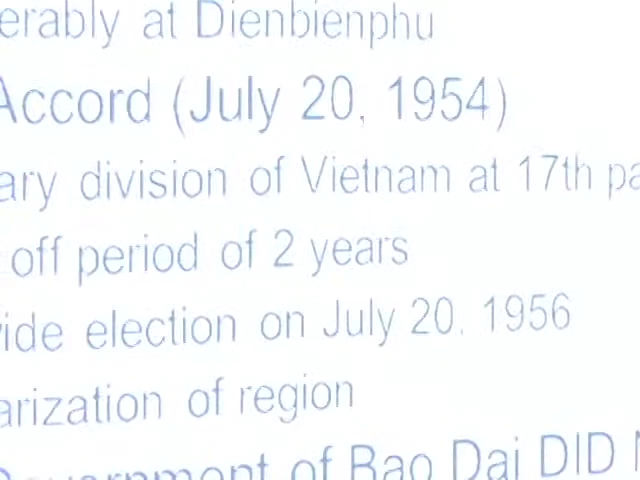 erably at Dienbienphu
Accord (July 20, 1954)
ary division of Vietnam at 17th pa
off period of 2 years
ide election on July 20, 1956
arization of region
of Bao Dai DID